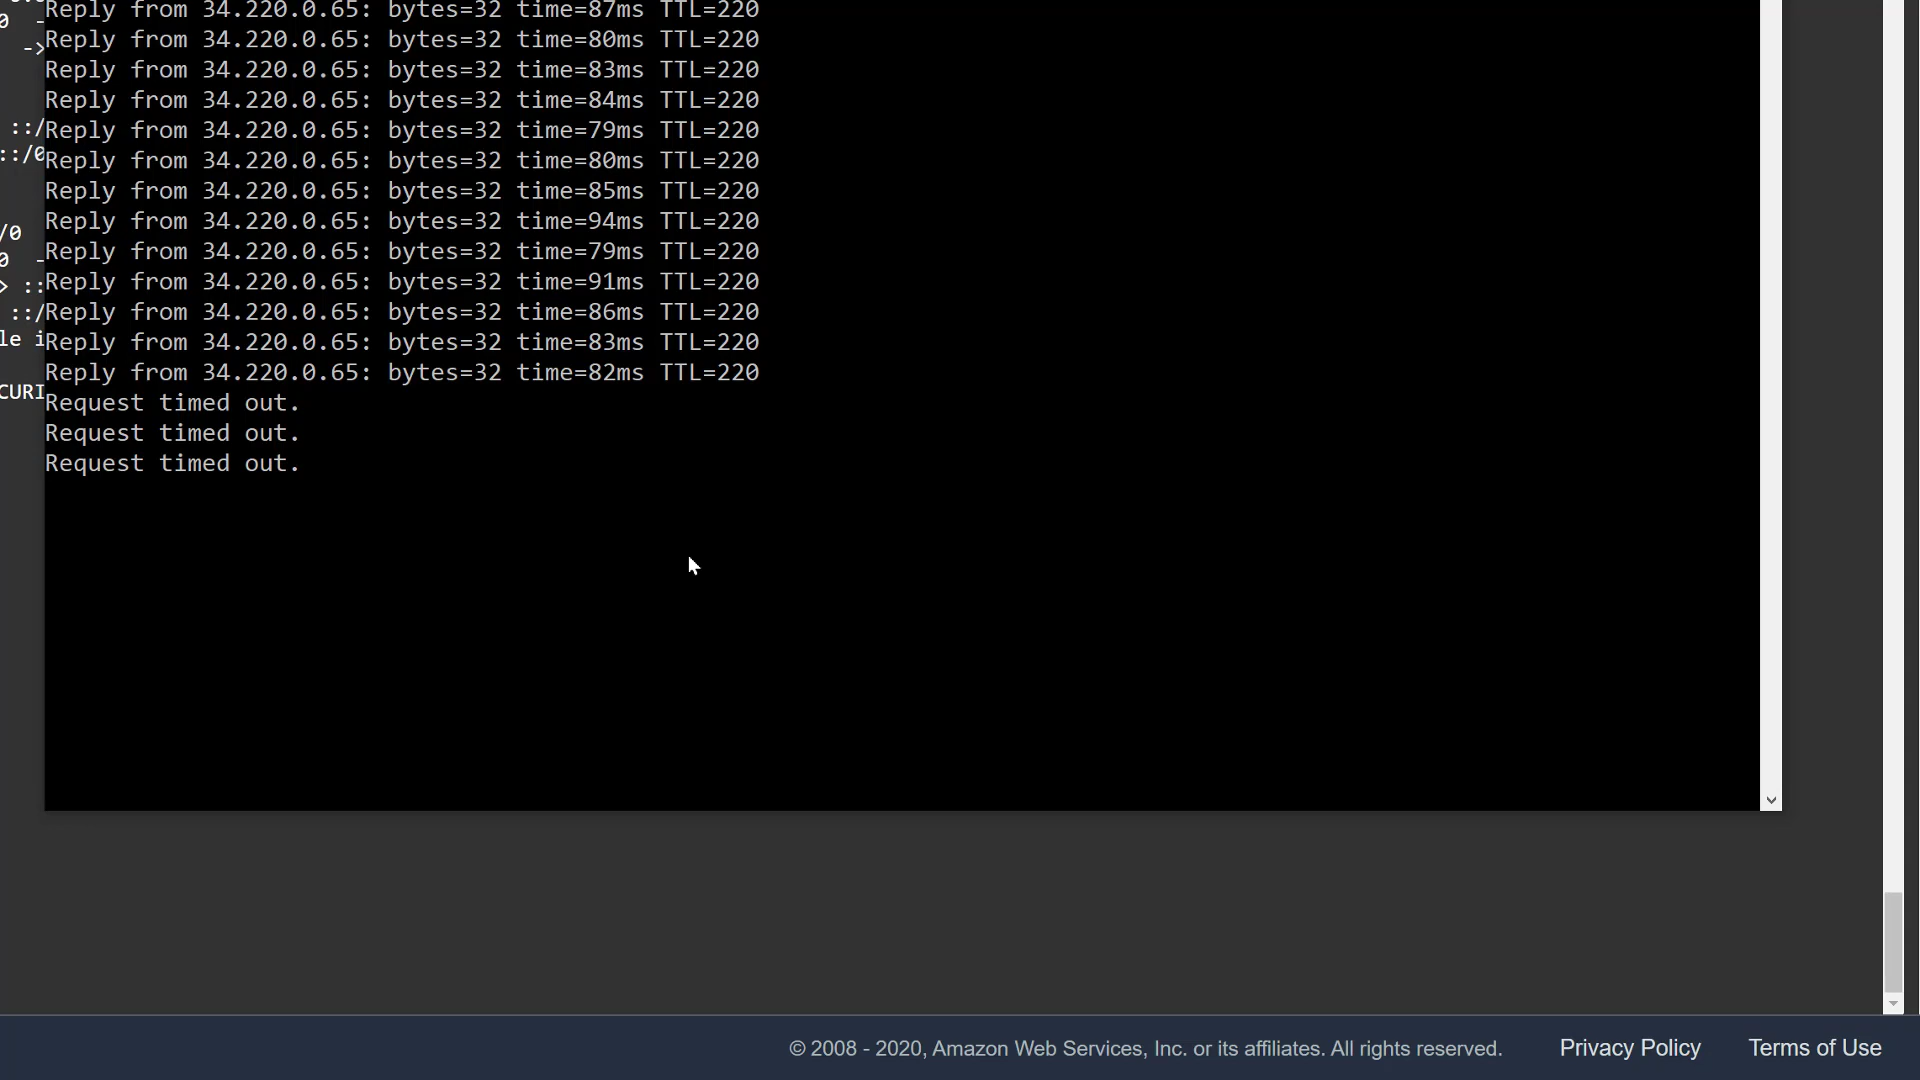 Reply from 34.220.0.65: bytes=32 time=87ms TTL=220
0 -
Reply from 34.220.0.65: bytes=32 time=80ms TTL=220
->
Reply from 34.220.0.65: bytes=32 time=83ms TTL=220
Reply from 34.220.0.65: bytes=32 time=84ms TTL=220
::/
Reply from 34.220.0.65: bytes=32 time=79ms TTL=220
::/0
Reply from 34.220.0.65: bytes=32 time=80ms TTL=220
Reply from 34.220.0.65: bytes=32 time=85ms TTL=220
Reply from 34.220.0.65: bytes=32 time=94ms TTL=220
/0
Reply from 34.220.0.65: bytes=32 time=79ms TTL=220
0 -
Reply from 34.220.0.65: bytes=32 time=91ms TTL=220
> ::
Reply from 34.220.0.65: bytes=32 time=86ms TTL=220
::/
Reply from 34.220.0.65: bytes=32 time=83ms TTL=220
le i
Reply from 34.220.0.65: bytes=32 time=82ms TTL=220
CURI
Request timed out.
Request timed out.
Request timed out.
© 2008 - 2020, Amazon Web Services, Inc. or its affiliates. All rights reserved. Privacy Policy Terms of Use